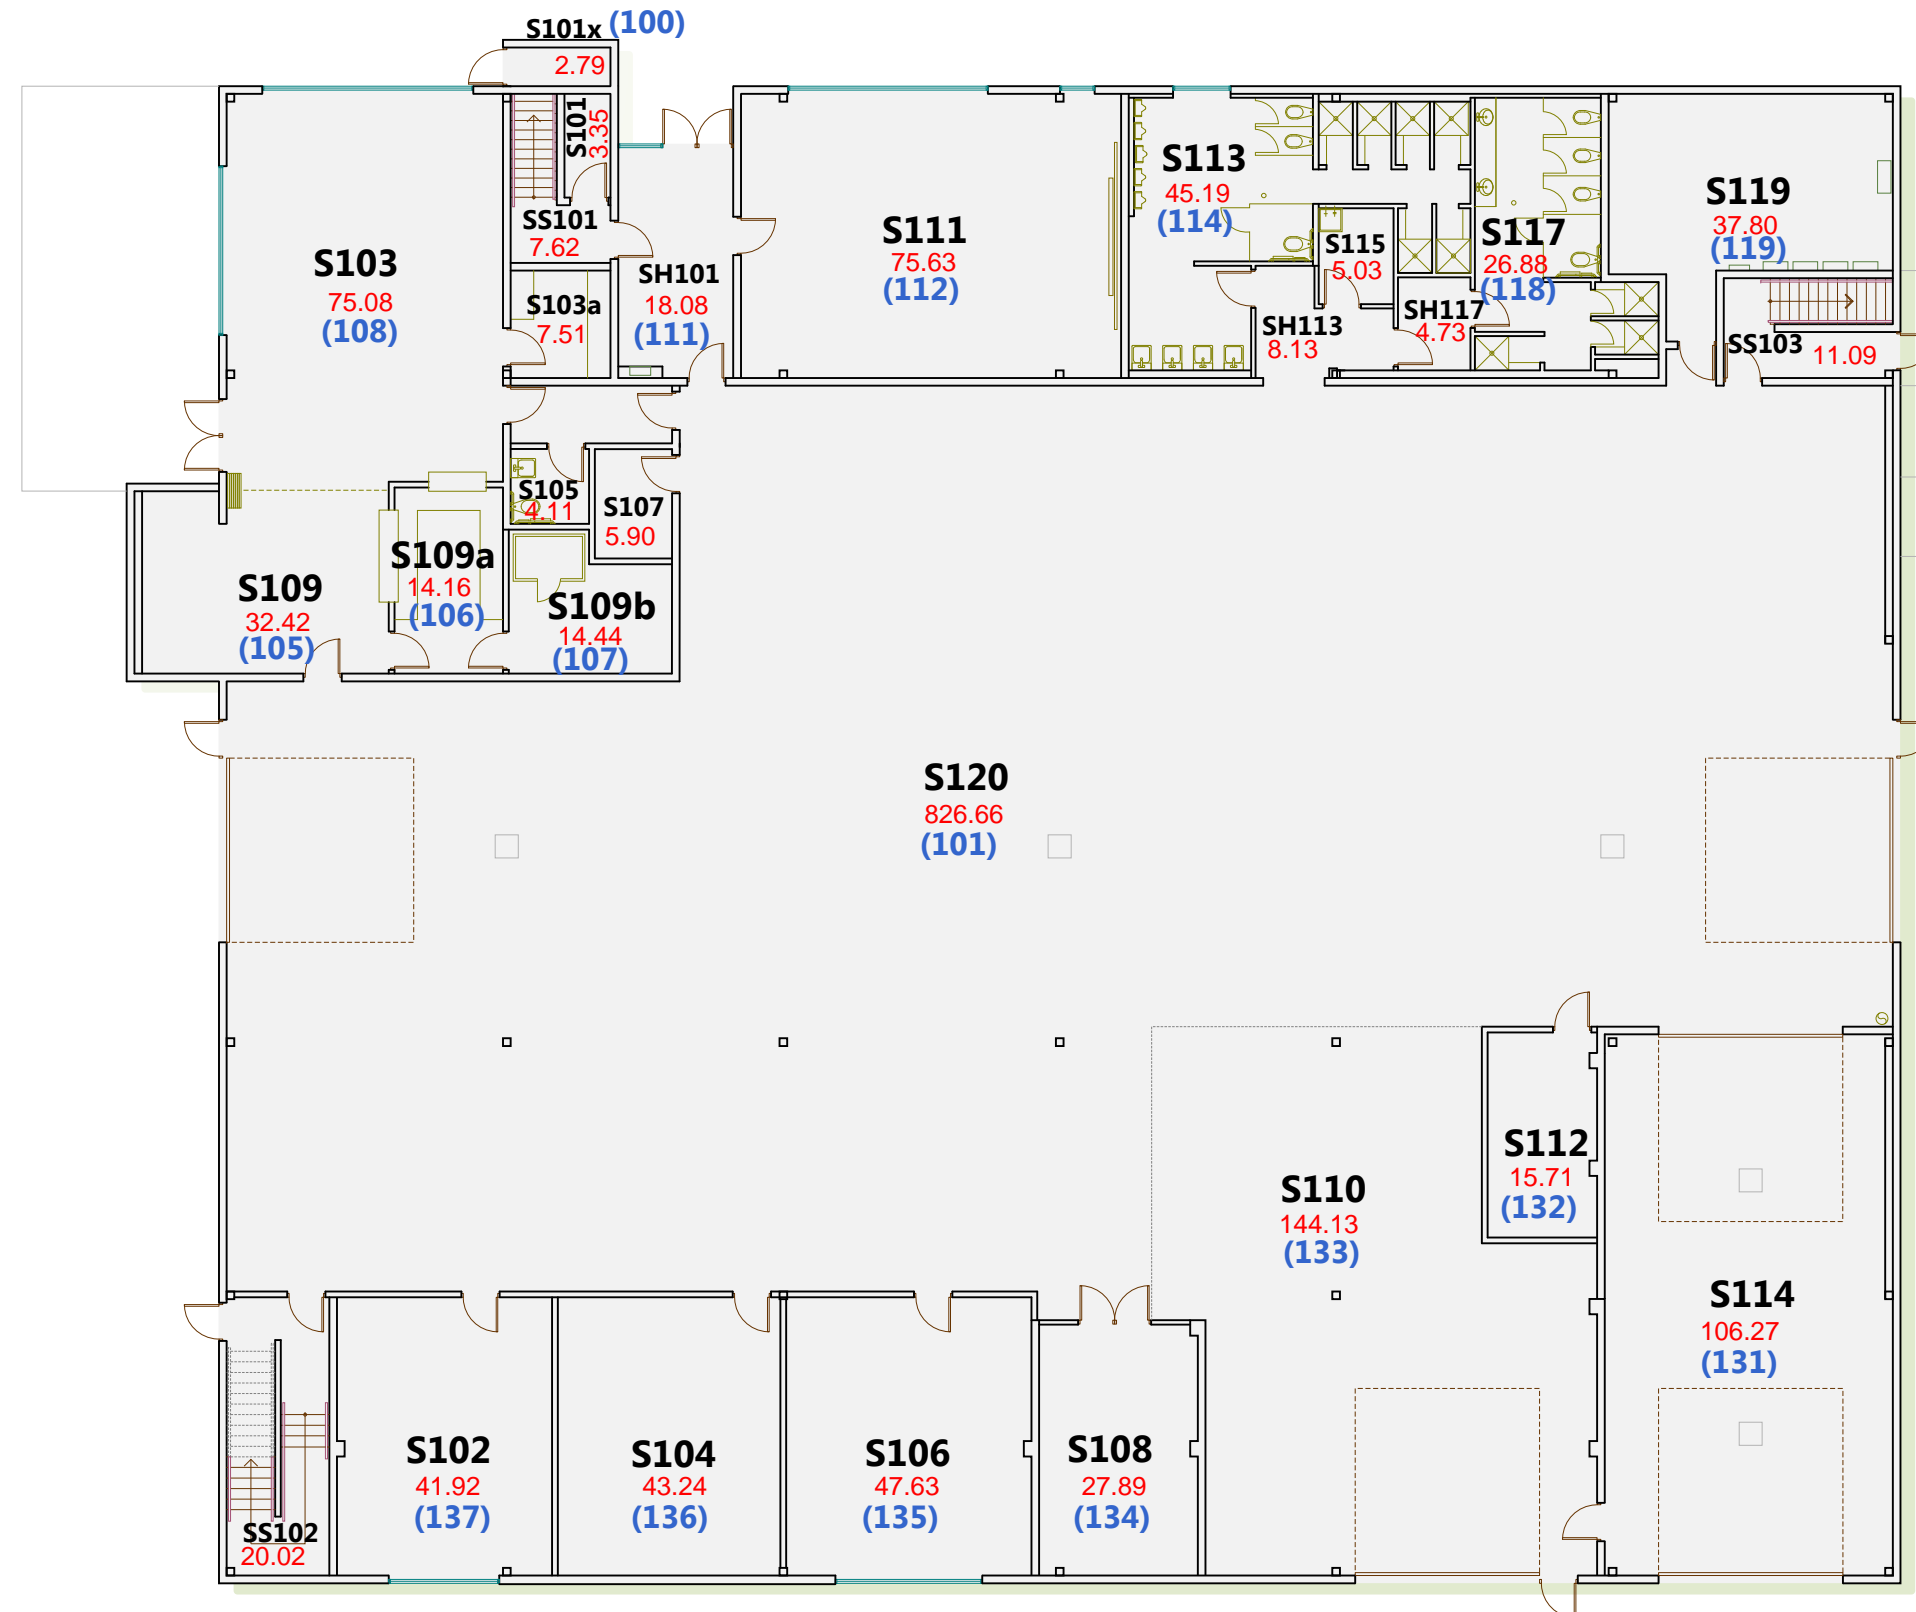 S101x (100)
2.79
S101
3.35
SS101
7.62
S103
75.08
(108)
S103a
7.51
SH101
18.08
(111)
S111
75.63
(112)
S113
45.19
(114)
S115
5.03
S117
26.88
(118)
SH113
8.13
SH117
4.73
S119
37.80
(119)
SS103 11.09
S105
4.11
S107
5.90
S109
32.42
(105)
S109a
14.16
(106)
S109b
14.44
(107)
S120
826.66
(101)
S110
144.13
(133)
S112
15.71
(132)
S114
106.27
(131)
SS102
20.02
S102
41.92
(137)
S104
43.24
(136)
S106
47.63
(135)
S108
27.89
(134)